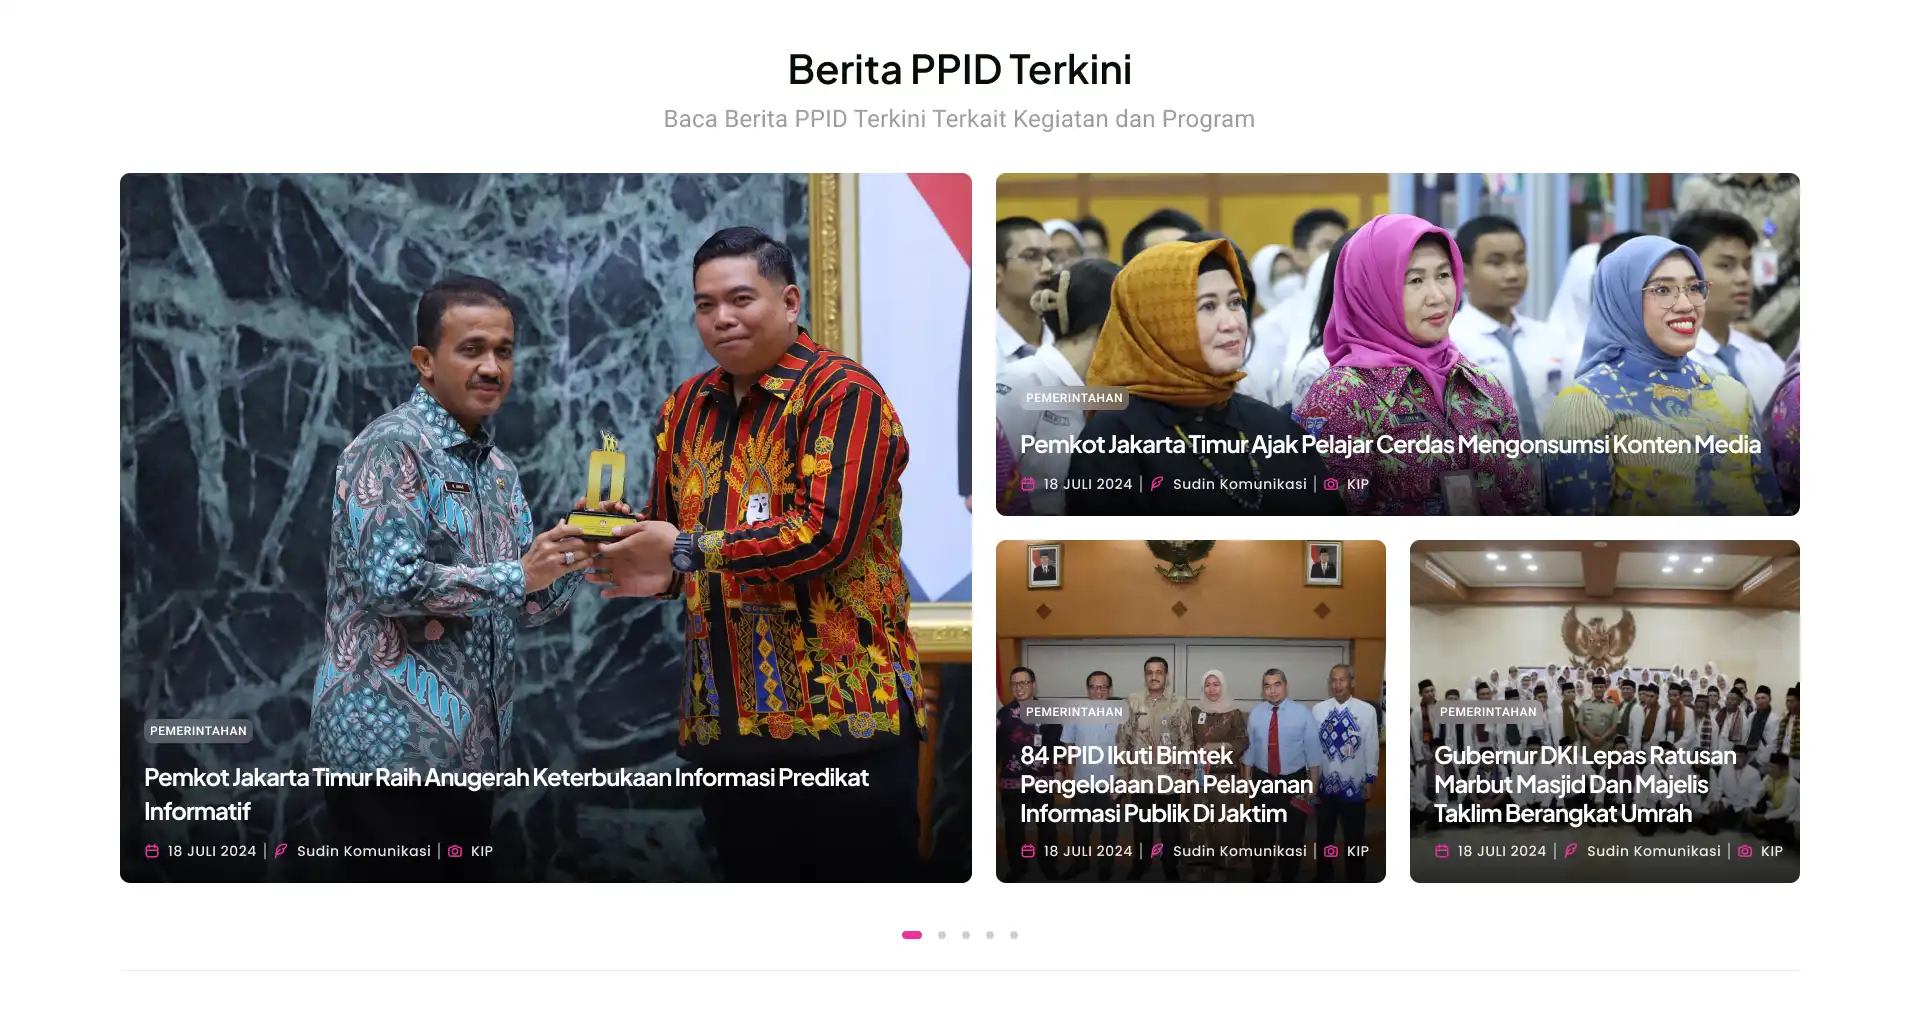 Berita PPID Terkini
Baca Berita PPID Terkini Terkait Kegiatan dan Program
PEMERINTAHAN
Pemkot Jakarta Timur Raih Anugerah Keterbukaan Informasi Predikat
Informatif
18 JULI 2024 | Sudin Komunikasi | KIP
PEMERINTAHAN
Pemkot Jakarta Timur Ajak Pelajar Cerdas Mengonsumsi Konten Media
18 JULI 2024 | Sudin Komunikasi | KIP
PEMERINTAHAN
84 PPID Ikuti Bimtek
Pengelolaan Dan Pelayanan
Informasi Publik Di Jaktim
18 JULI 2024 | Sudin Komunikasi | KIP
PEMERINTAHAN
Gubernur DKI Lepas Ratusan
Marbut Masjid Dan Majelis
Taklim Berangkat Umrah
18 JULI 2024 | Sudin Komunikasi | KIP